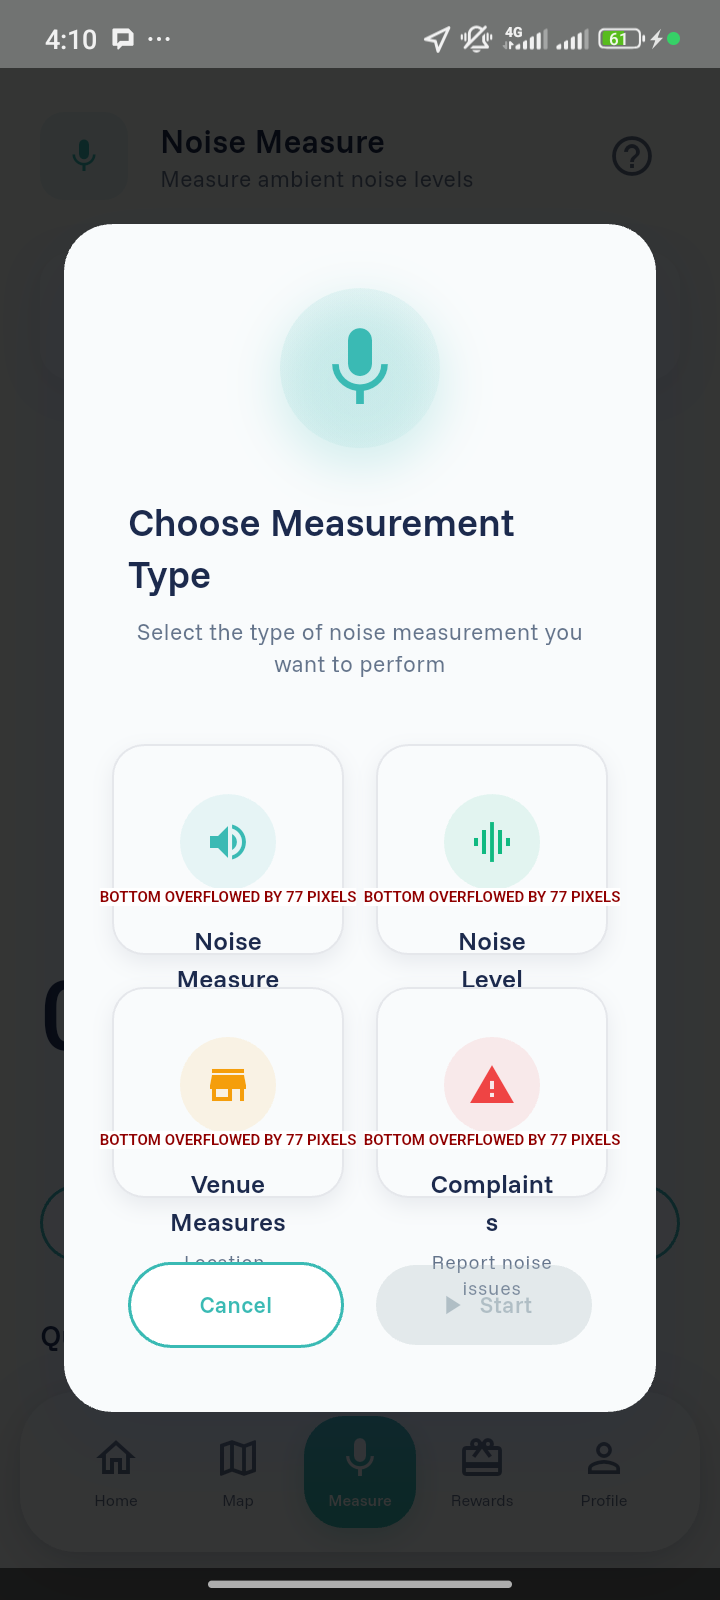 4:10
4G
61
Noise Measure
Measure ambient noise levels
Choose Measurement
Type
Select the type of noise measurement you
want to perform
BOTTOM OVERFLOWED BY 77 PIXELS
BOTTOM OVERFLOWED BY 77 PIXELS
Noise
Measure
Noise
Level
BOTTOM OVERFLOWED BY 77 PIXELS
BOTTOM OVERFLOWED BY 77 PIXELS
Venue
Measures
Location
Complaint
s
Report noise
issues
Cancel
Start
Home
Map
Measure
Rewards
Profile